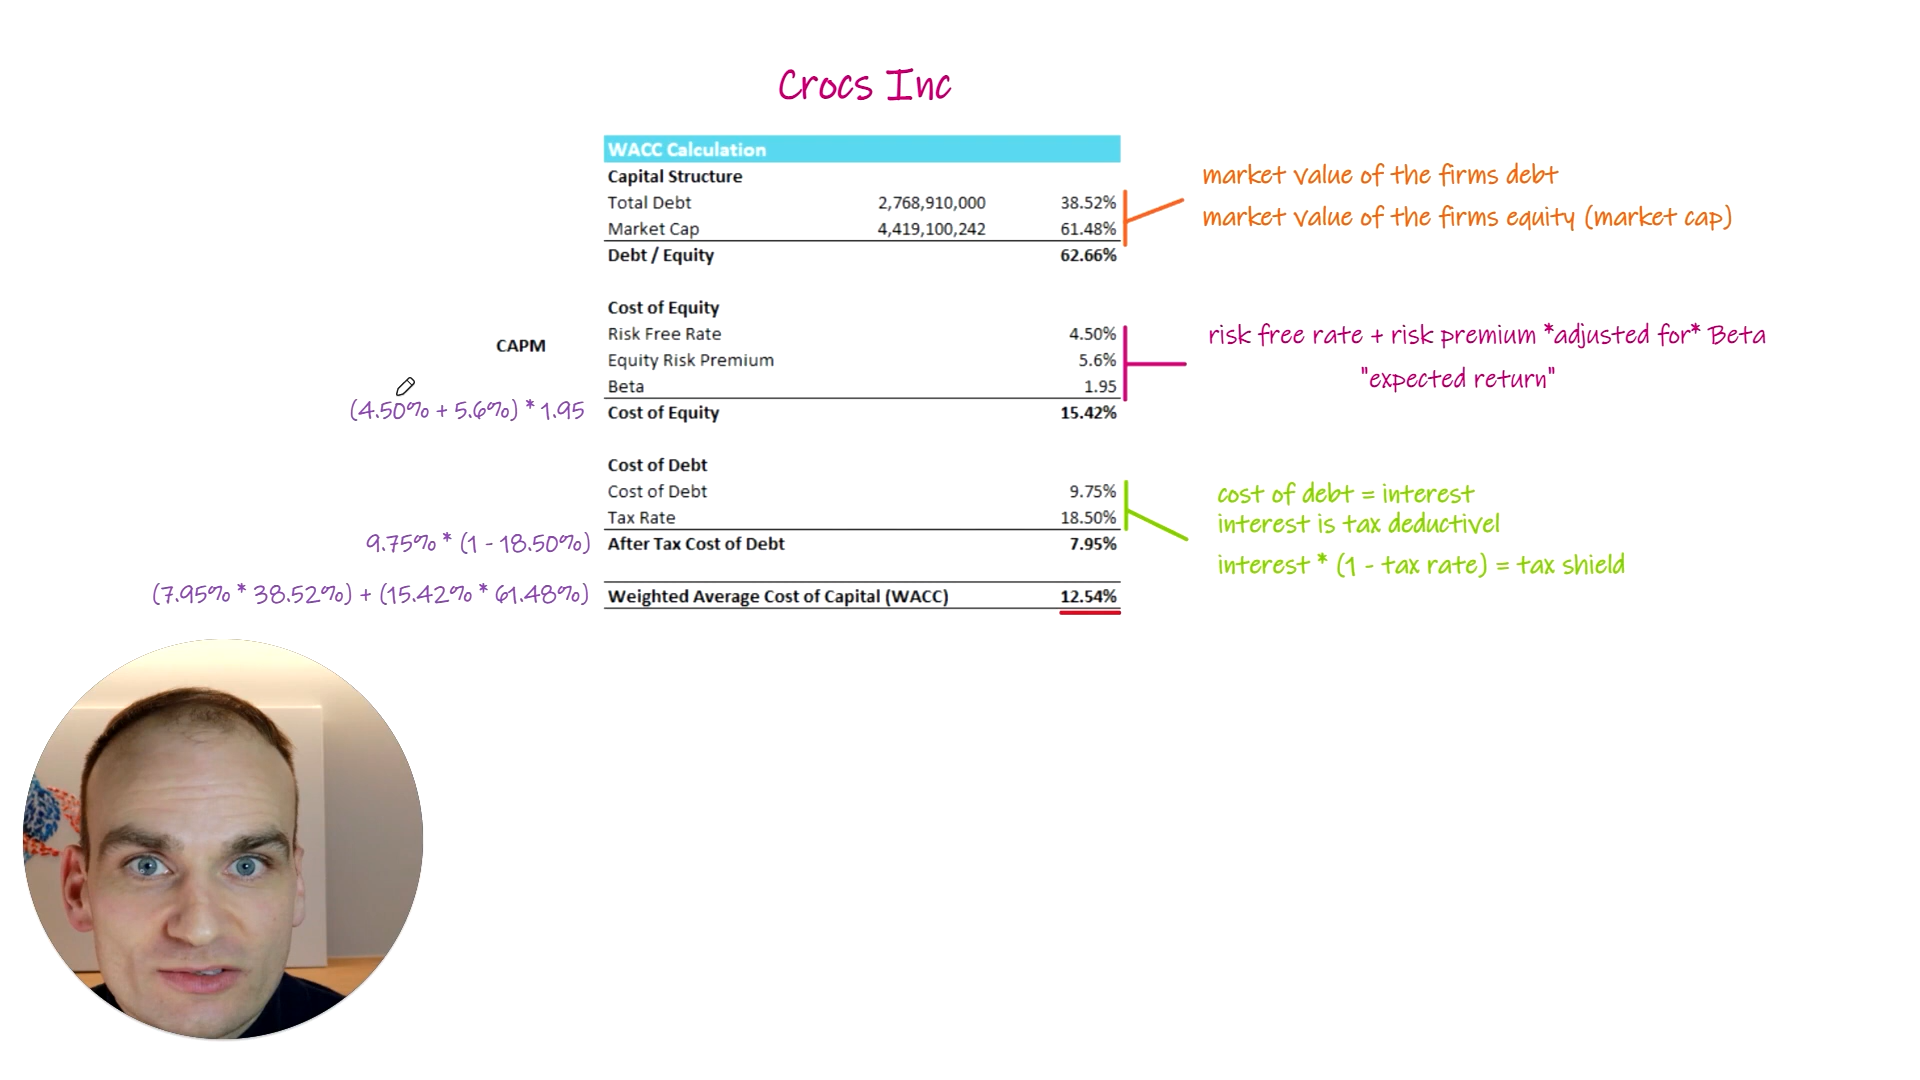 Crocs Inc
WACC Calculation
Capital Structure
Total Debt 2,768,910,000 38.52%
Market Cap 4,419,100,242 61.48%
Debt / Equity 62.66%
market value of the firms debt
market value of the firms equity (market cap)
Cost of Equity
Risk Free Rate 4.50%
Equity Risk Premium 5.6%
Beta 1.95
Cost of Equity 15.42%
CAPM
(4.50% + 5.6%) * 1.95
risk free rate + risk premium *adjusted for* Beta
"expected return"
Cost of Debt
Cost of Debt 9.75%
Tax Rate 18.50%
9.75% * (1 - 18.50%) After Tax Cost of Debt 7.95%
cost of debt = interest
interest is tax deductivel
interest * (1 - tax rate) = tax shield
(7.95% * 38.52%) + (15.42% * 61.48%) Weighted Average Cost of Capital (WACC) 12.54%